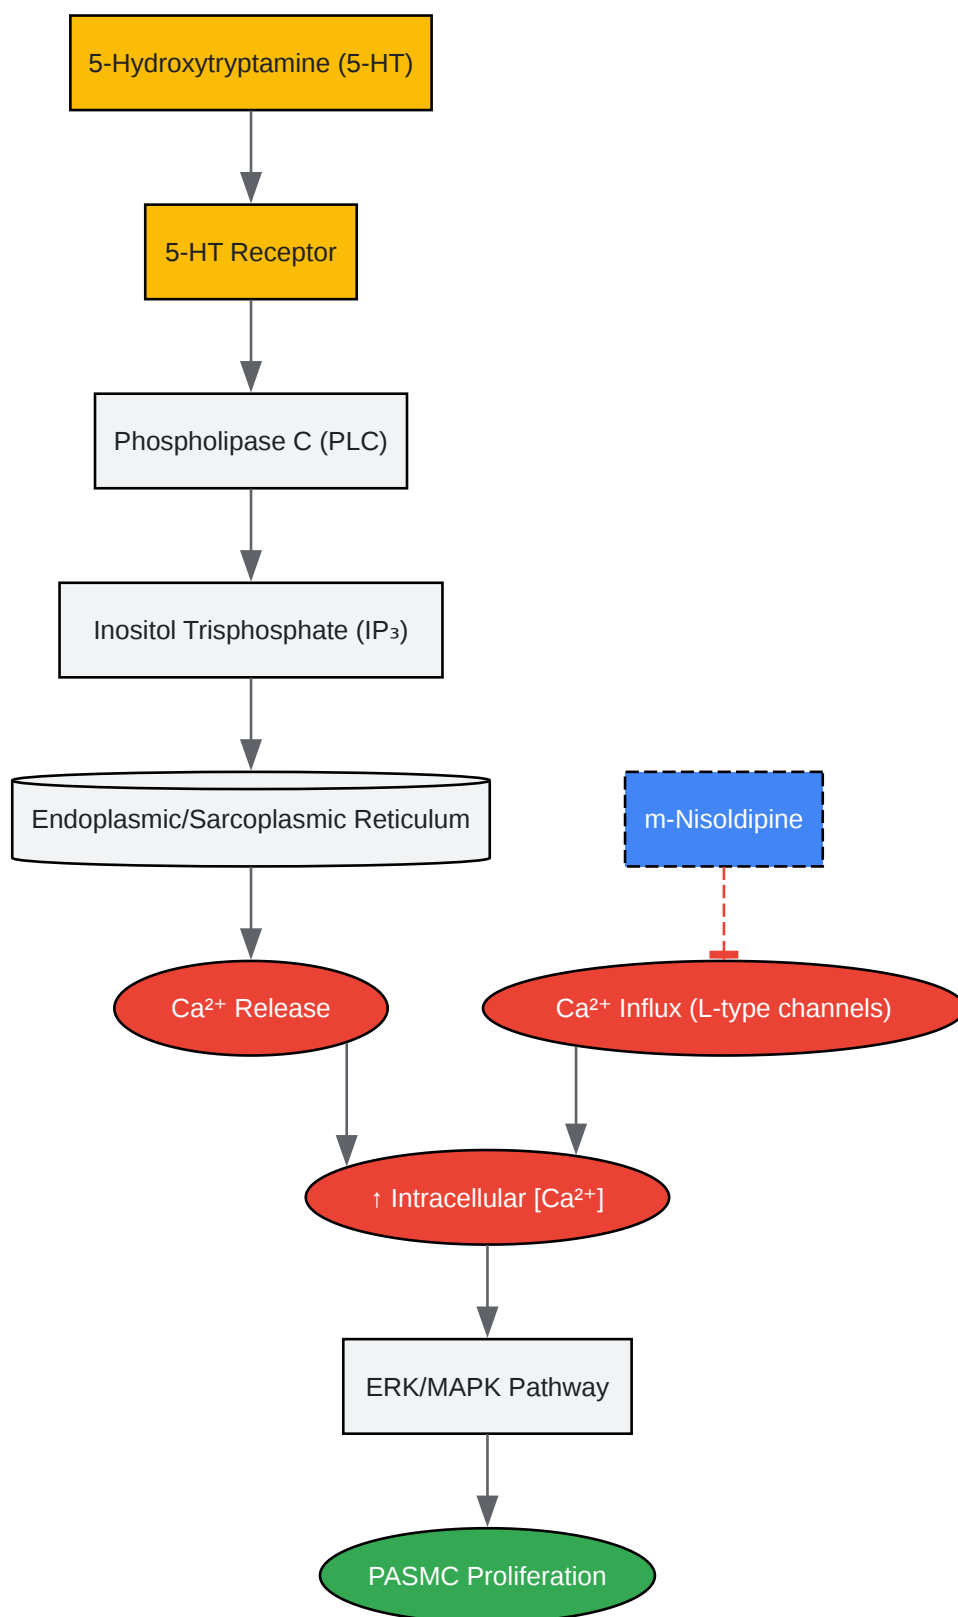 5-Hydroxytryptamine (5-HT)
5-HT Receptor
Phospholipase C (PLC)
Inositol Trisphosphate (IP₃)
Endoplasmic/Sarcoplasmic Reticulum
m-Nisoldipine
Ca²⁺ Release
Ca²⁺ Influx (L-type channels)
↑ Intracellular [Ca²⁺]
ERK/MAPK Pathway
PASMC Proliferation